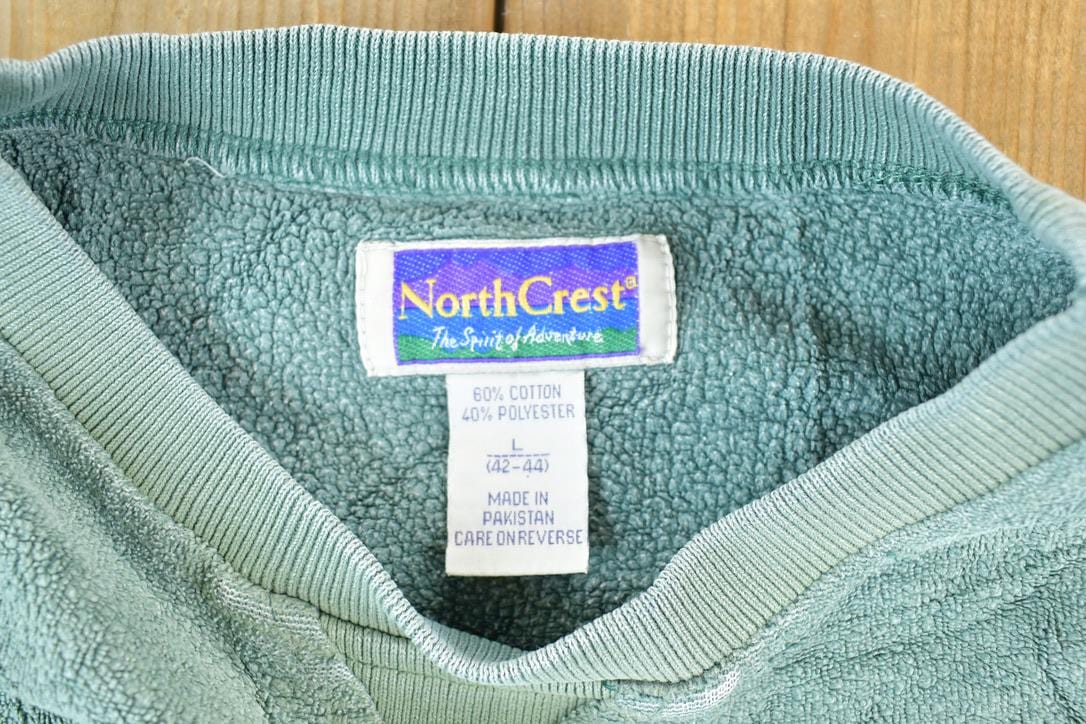 NorthCrest®
The Spirit of Adventure
60% COTTON
40% POLYESTER
L
(42-44)
MADE IN
PAKISTAN
CARE ON REVERSE